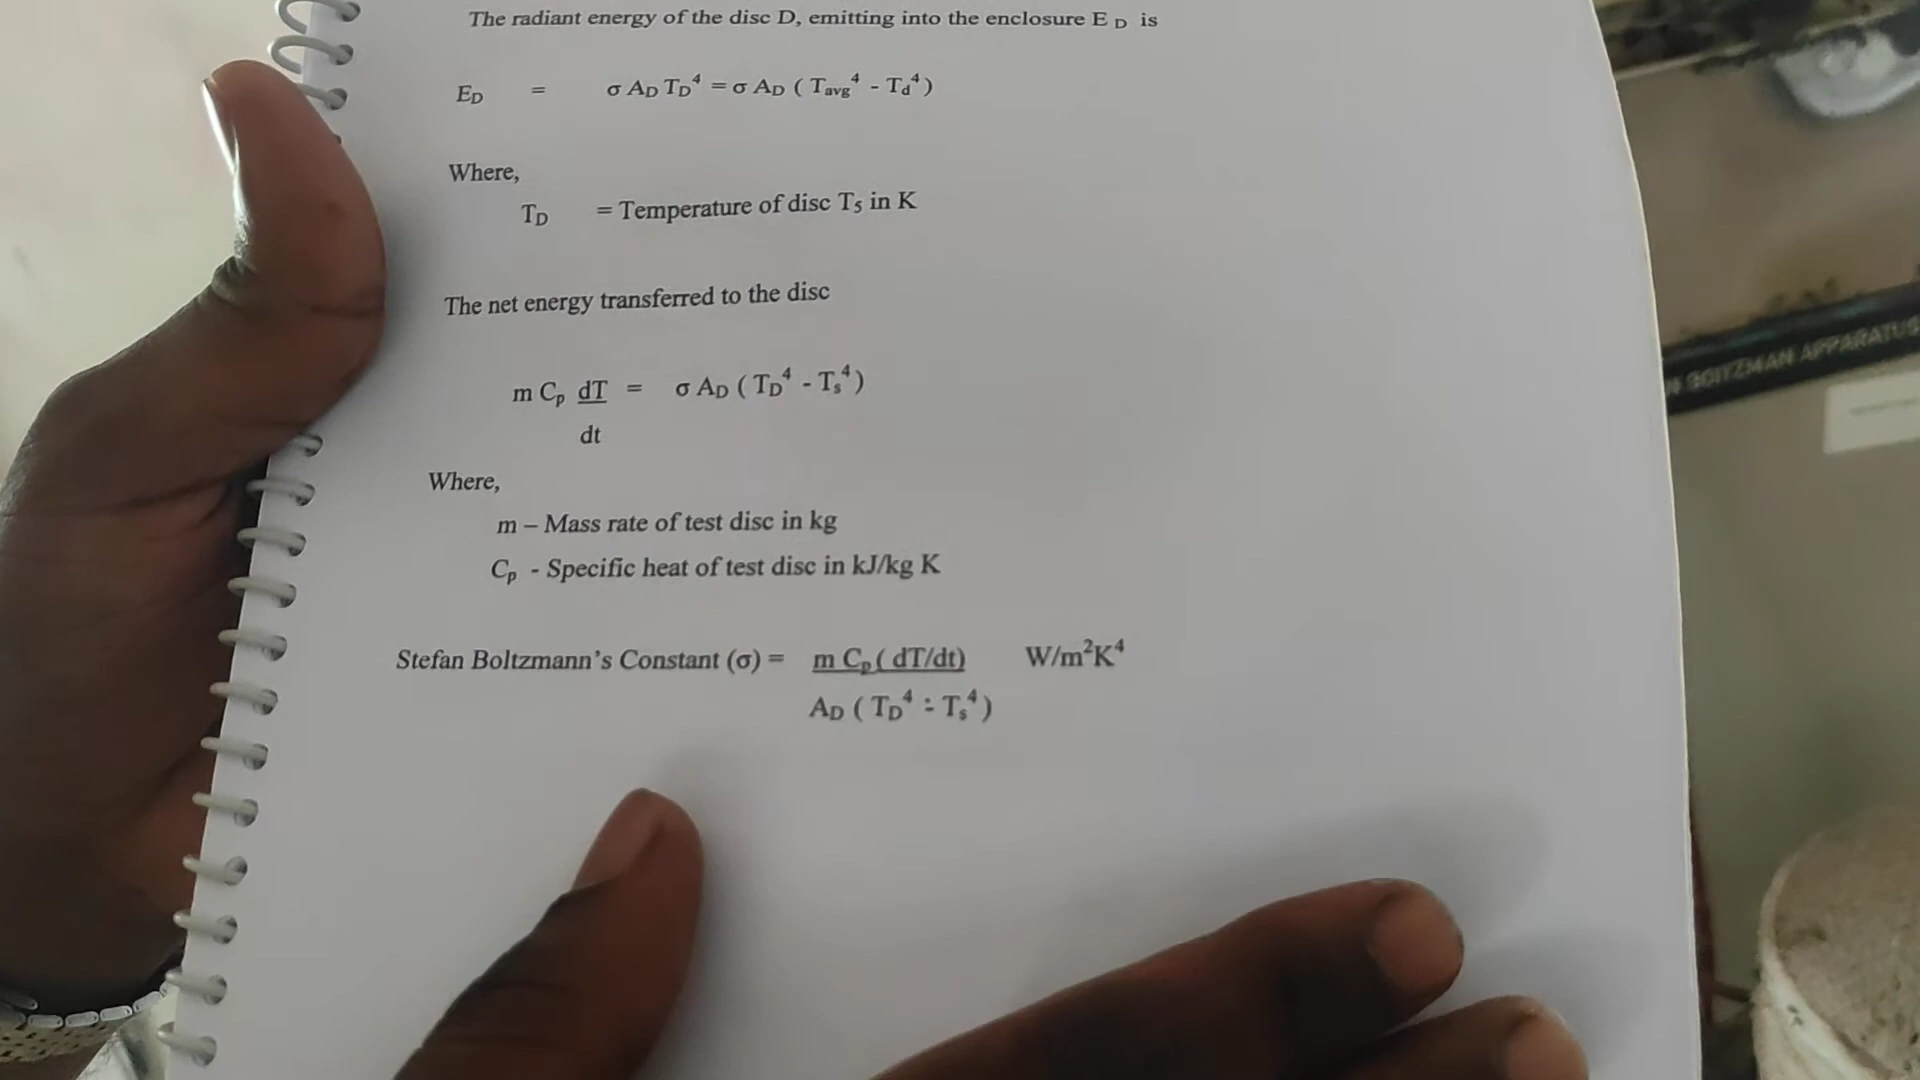 The radiant energy of the disc D, emitting into the enclosure E D is
ED = σ AD TD⁴ = σ AD ( Tavg⁴ - Td⁴)
Where,
TD = Temperature of disc T5 in K
The net energy transferred to the disc
m Cp dT = σ AD ( TD⁴ - Ts⁴)
dt
Where,
m – Mass rate of test disc in kg
Cp - Specific heat of test disc in kJ/kg K
Stefan Boltzmann's Constant (σ) = m Cp ( dT/dt) W/m²K⁴
AD ( TD⁴ - Ts⁴)
BOITZMAN APPARATUS